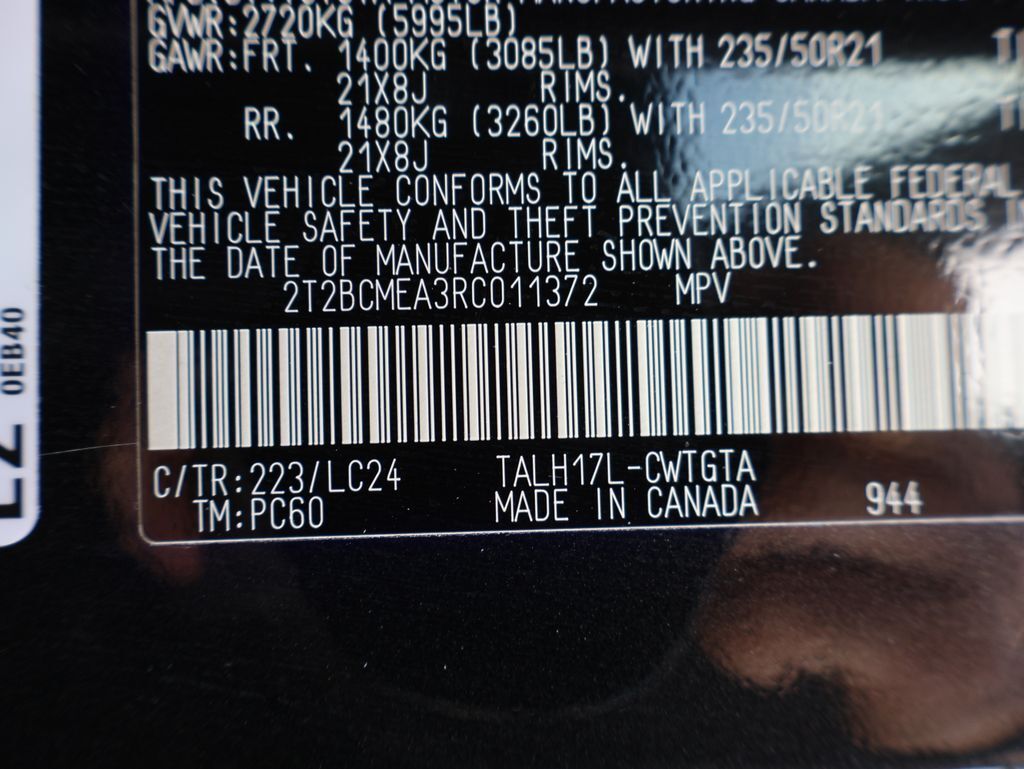 GVWR:2720KG (5995LB)
GAWR:FRT. 1400KG (3085LB) WITH 235/50R21
21X8J RIMS.
RR. 1480KG (3260LB) WITH 235/50R21
21X8J RIMS.
THIS VEHICLE CONFORMS TO ALL APPLICABLE FEDERAL
VEHICLE SAFETY AND THEFT PREVENTION STANDARDS
THE DATE OF MANUFACTURE SHOWN ABOVE.
2T2BCMEA3RC011372 MPV
C/TR:223/LC24 TALH17L-CWTGTA
TM:PC60 MADE IN CANADA 944
0EB40